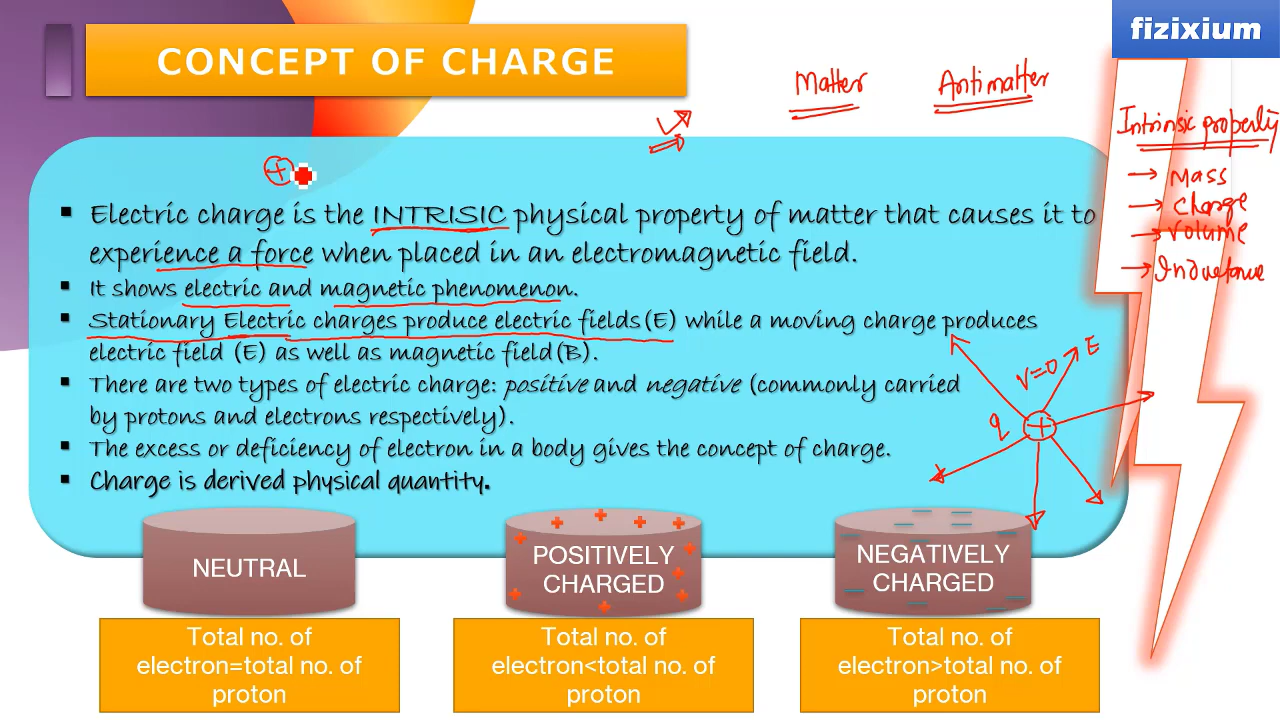 fizixium
CONCEPT OF CHARGE
Matter
Antimatter
Intrinsic property
→ Mass
→ Charge
→ Volume
→ Inductance
▪ Electric charge is the INTRISIC physical property of matter that causes it to
experience a force when placed in an electromagnetic field.
▪ It shows electric and magnetic phenomenon.
▪ Stationary Electric charges produce electric fields(E) while a moving charge produces
electric field (E) as well as magnetic field(B).
▪ There are two types of electric charge: positive and negative (commonly carried
by protons and electrons respectively).
▪ The excess or deficiency of electron in a body gives the concept of charge.
▪ Charge is derived physical quantity.
E
V=0
q
+
NEUTRAL
POSITIVELY
CHARGED
NEGATIVELY
CHARGED
Total no. of
electron=total no. of
proton
Total no. of
electron<total no. of
proton
Total no. of
electron>total no. of
proton